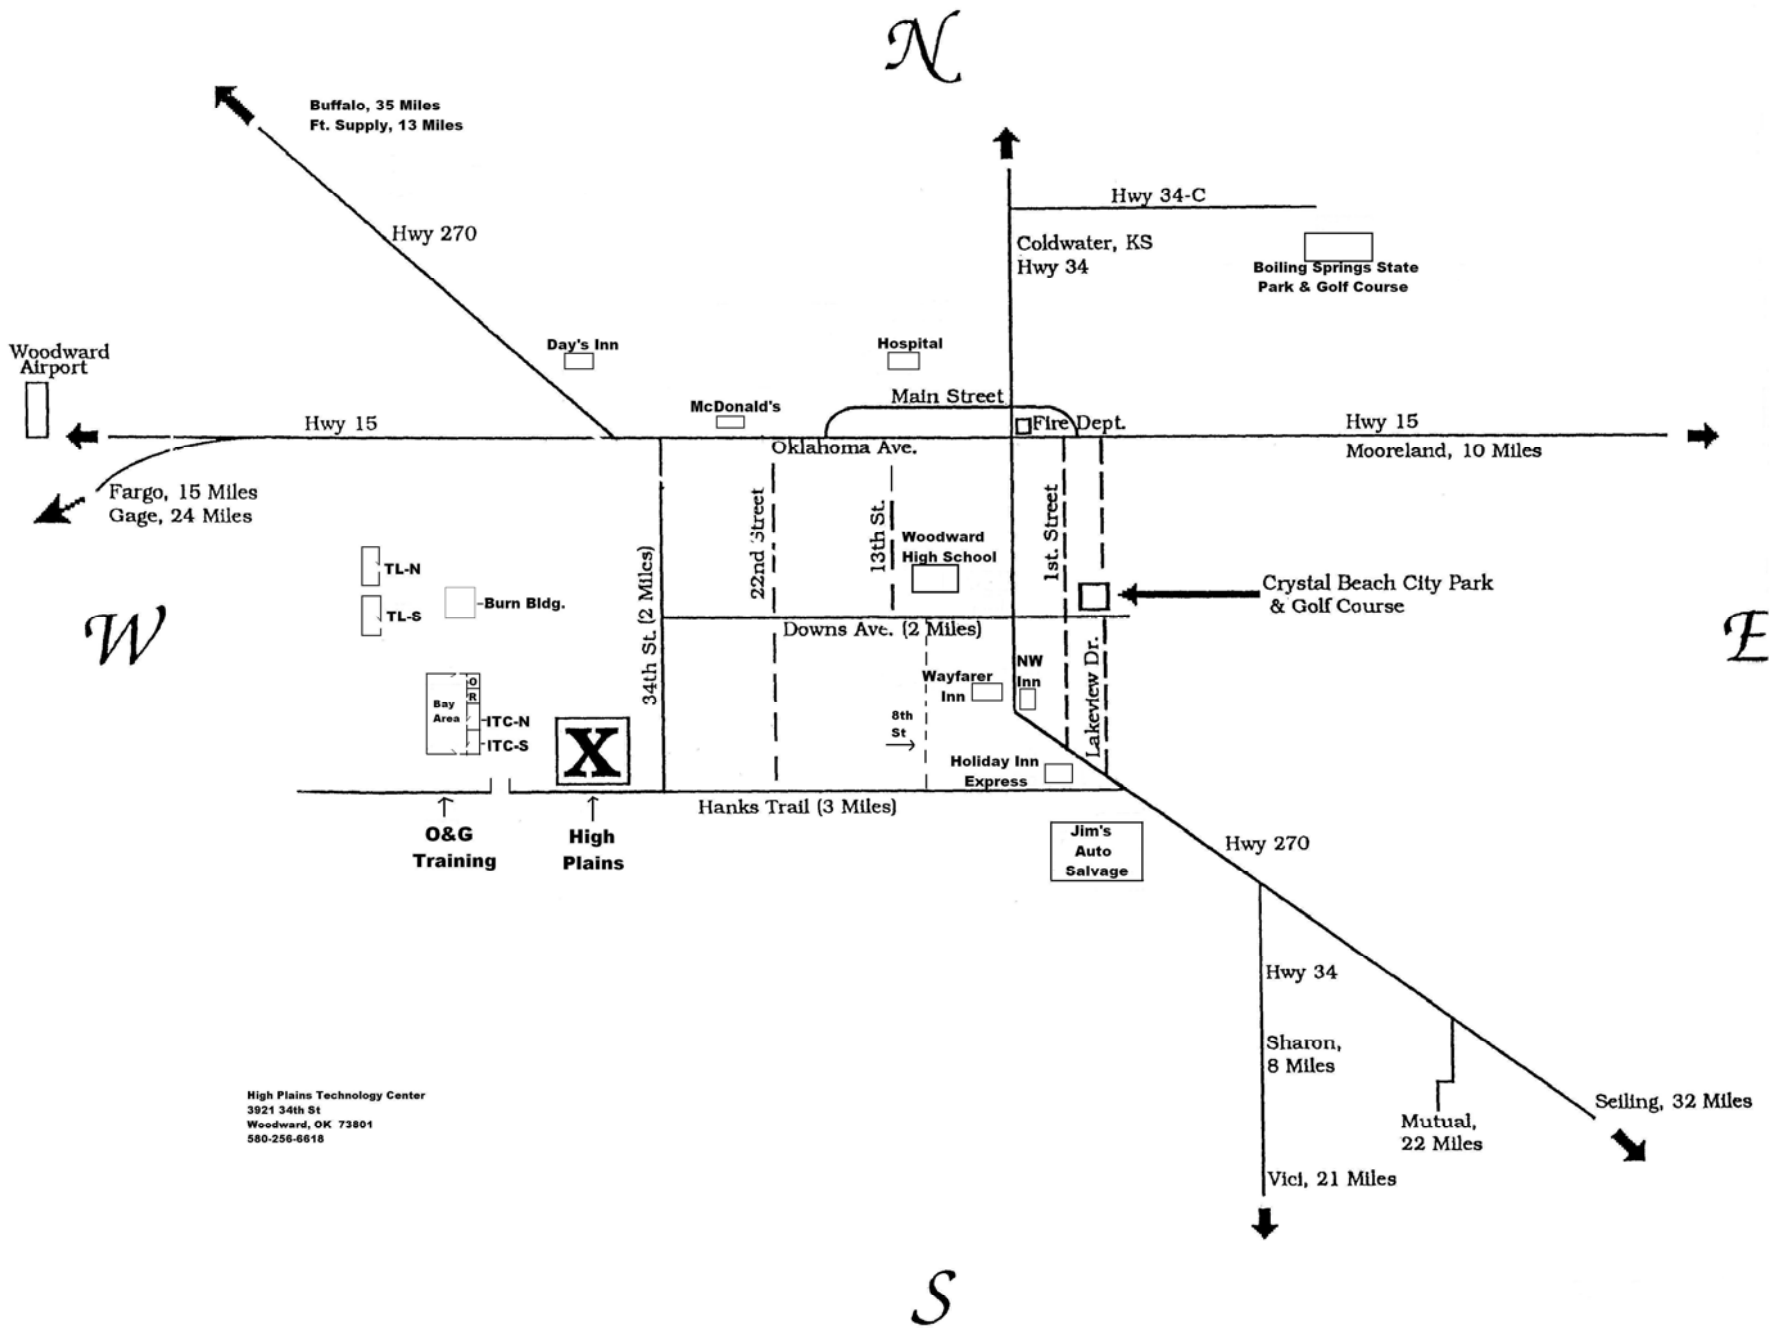 N
Buffalo, 35 Miles
Ft. Supply, 13 Miles
Hwy 34-C
Hwy 270
Coldwater, KS
Hwy 34
Boiling Springs State
Park & Golf Course
Woodward
Airport
Day's Inn
Hospital
Main Street
McDonald's
Hwy 15
Fire Dept.
Hwy 15
Oklahoma Ave.
Mooreland, 10 Miles
Fargo, 15 Miles
Gage, 24 Miles
34th St. (2 Miles)
22nd Street
13th St.
Woodward
High School
1st. Street
TL-N
TL-S
Burn Bldg.
Crystal Beach City Park
& Golf Course
W
E
Downs Ave. (2 Miles)
Lakeview Dr.
NW
Inn
Wayfarer
Inn
8th
St
O
R
Bay
Area
ITC-N
ITC-S
X
Holiday Inn
Express
Hanks Trail (3 Miles)
O&G
Training
High
Plains
Jim's
Auto
Salvage
Hwy 270
Hwy 34
Sharon,
8 Miles
Seiling, 32 Miles
Mutual,
22 Miles
Vici, 21 Miles
High Plains Technology Center
3921 34th St
Woodward, OK 73801
580-256-6618
S